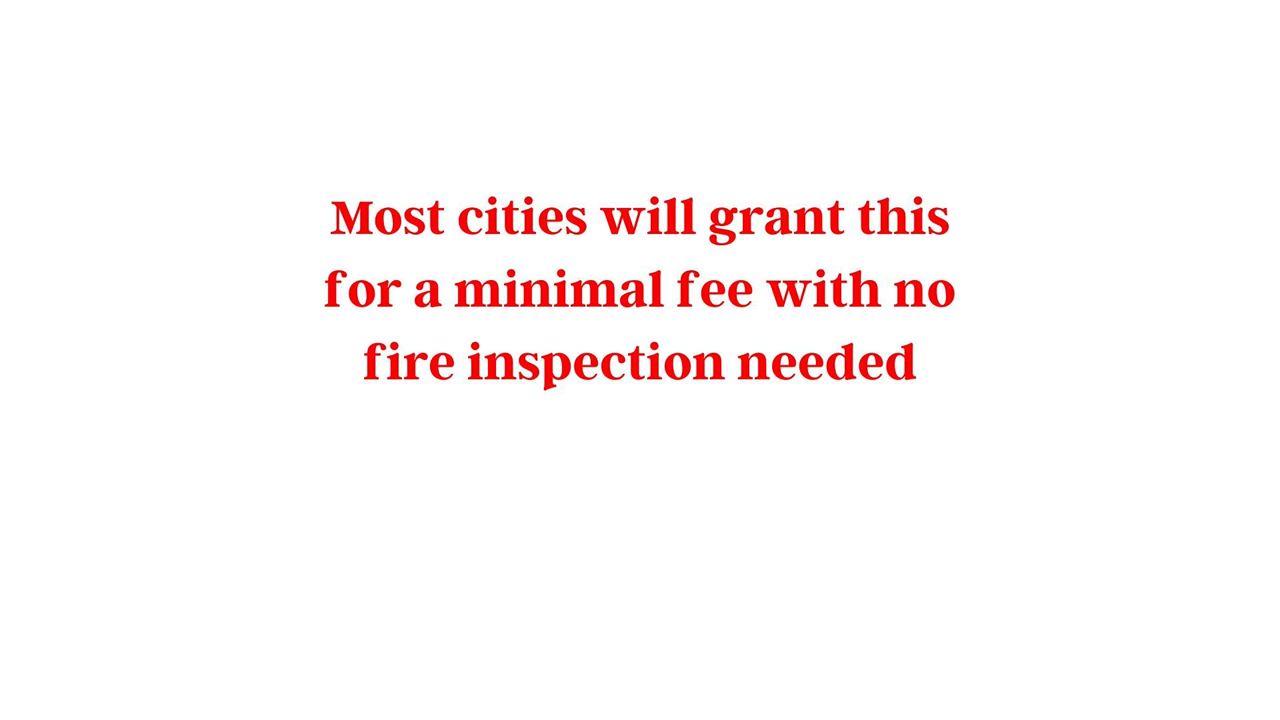 Most cities will grant this
for a minimal fee with no
fire inspection needed